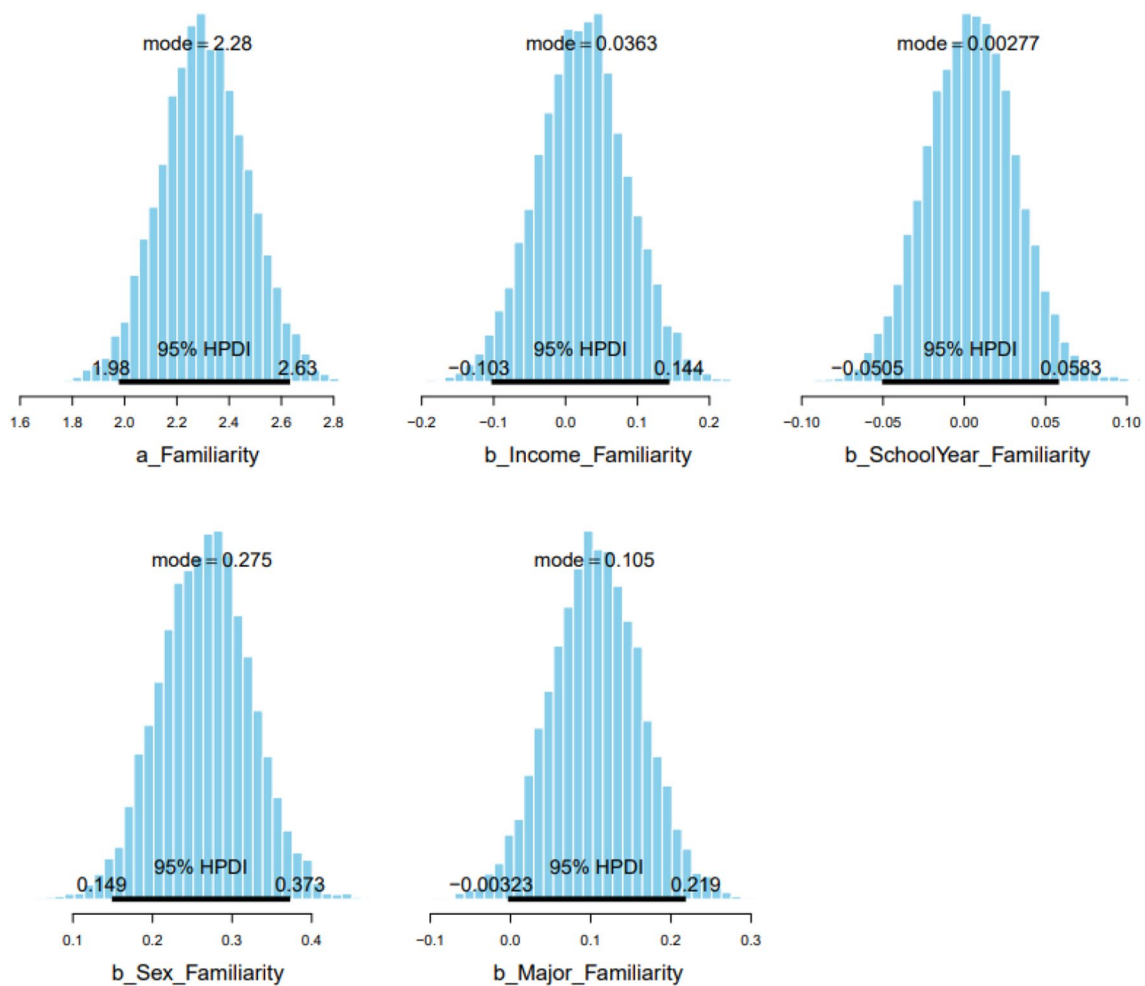 mode = 2.28
95% HPDI
1.98 2.63
1.6 1.8 2.0 2.2 2.4 2.6 2.8
a_Familiarity
mode = 0.0363
95% HPDI
−0.103 0.144
−0.2 −0.1 0.0 0.1 0.2
b_Income_Familiarity
mode = 0.00277
95% HPDI
−0.0505 0.0583
−0.10 −0.05 0.00 0.05 0.10
b_SchoolYear_Familiarity
mode = 0.275
95% HPDI
0.149 0.373
0.1 0.2 0.3 0.4
b_Sex_Familiarity
mode = 0.105
95% HPDI
−0.00323 0.219
−0.1 0.0 0.1 0.2 0.3
b_Major_Familiarity